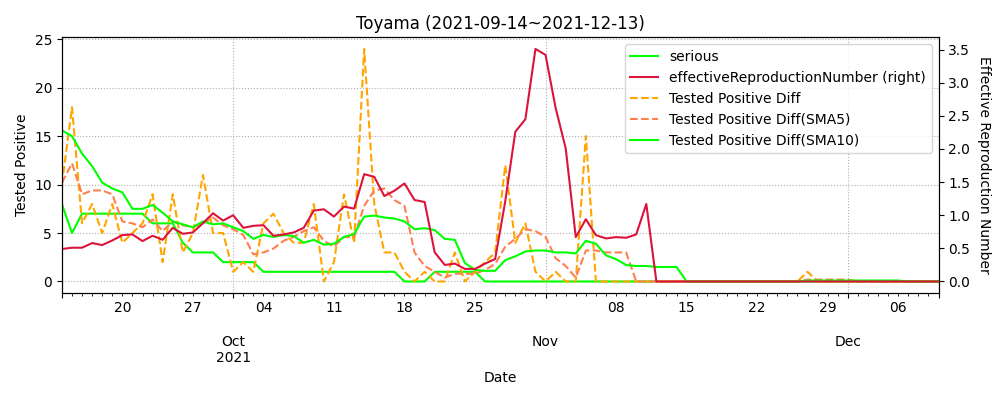 Toyama (2021-09-14~2021-12-13)
serious
effectiveReproductionNumber (right)
Tested Positive Diff
Tested Positive Diff(SMA5)
Tested Positive Diff(SMA10)
Tested Positive
25
20
15
10
5
0
Effective Reproduction Number
3.5
3.0
2.5
2.0
1.5
1.0
0.5
0.0
20 27 04 11 18 25 08 15 22 29 06
Oct Nov Dec
2021
Date